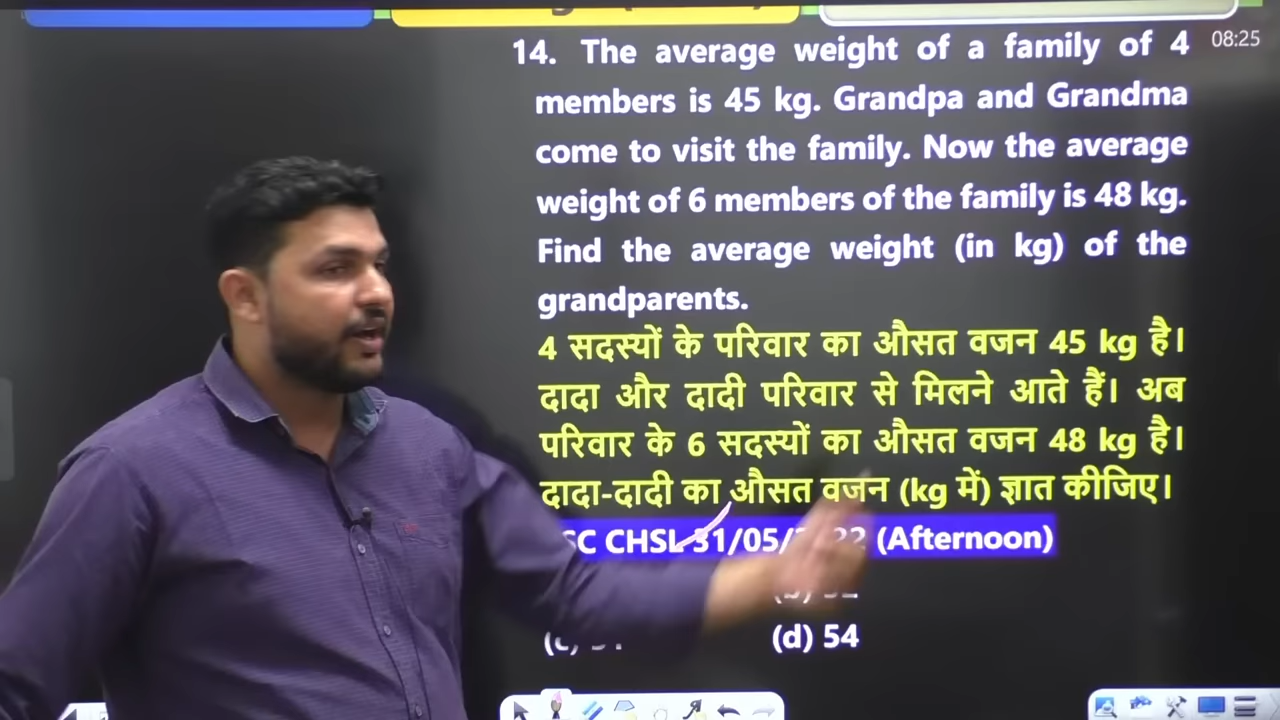 08:25
14. The average weight of a family of 4
members is 45 kg. Grandpa and Grandma
come to visit the family. Now the average
weight of 6 members of the family is 48 kg.
Find the average weight (in kg) of the
grandparents.
4 सदस्यों के परिवार का औसत वजन 45 kg है।
दादा और दादी परिवार से मिलने आते हैं। अब
परिवार के 6 सदस्यों का औसत वजन 48 kg है।
दादा-दादी का औसत वजन (kg में) ज्ञात कीजिए।
CHSL 31/05/ (Afternoon)
(d) 54